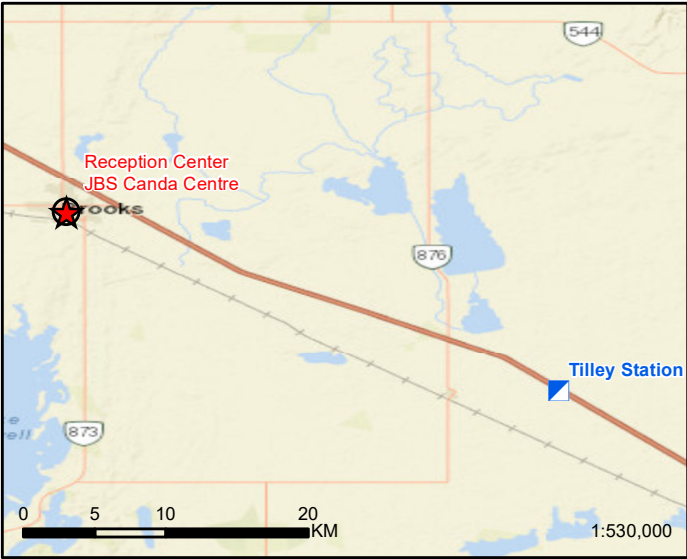 544
Reception Center
JBS Canda Centre
rooks
876
Tilley Station
873
ell
0 5 10 20
KM
1:530,000